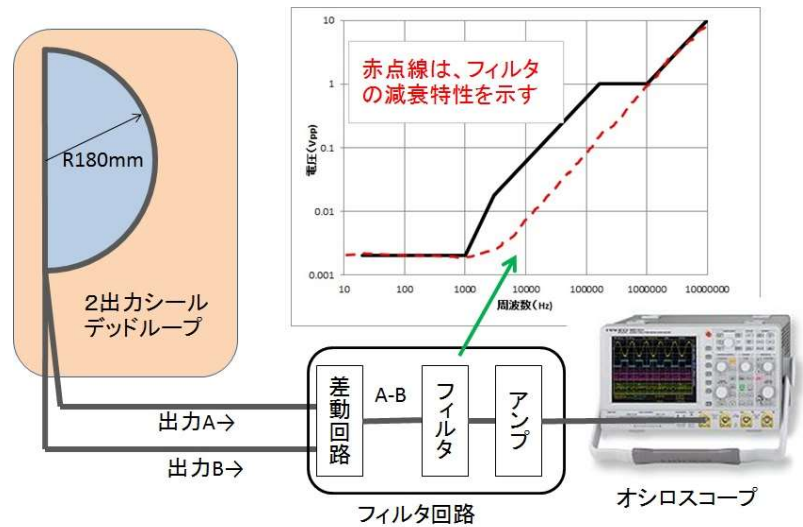 赤点線は、フィルタ
の減衰特性を示す
電圧(Vpp)
10
1
0.1
0.01
0.001
10
100
1000
10000
100000
1000000
10000000
周波数(Hz)
R180mm
2出力シール
デッドループ
出力A→
出力B→
差動回路
A-B
フィルタ
アンプ
フィルタ回路
オシロスコープ